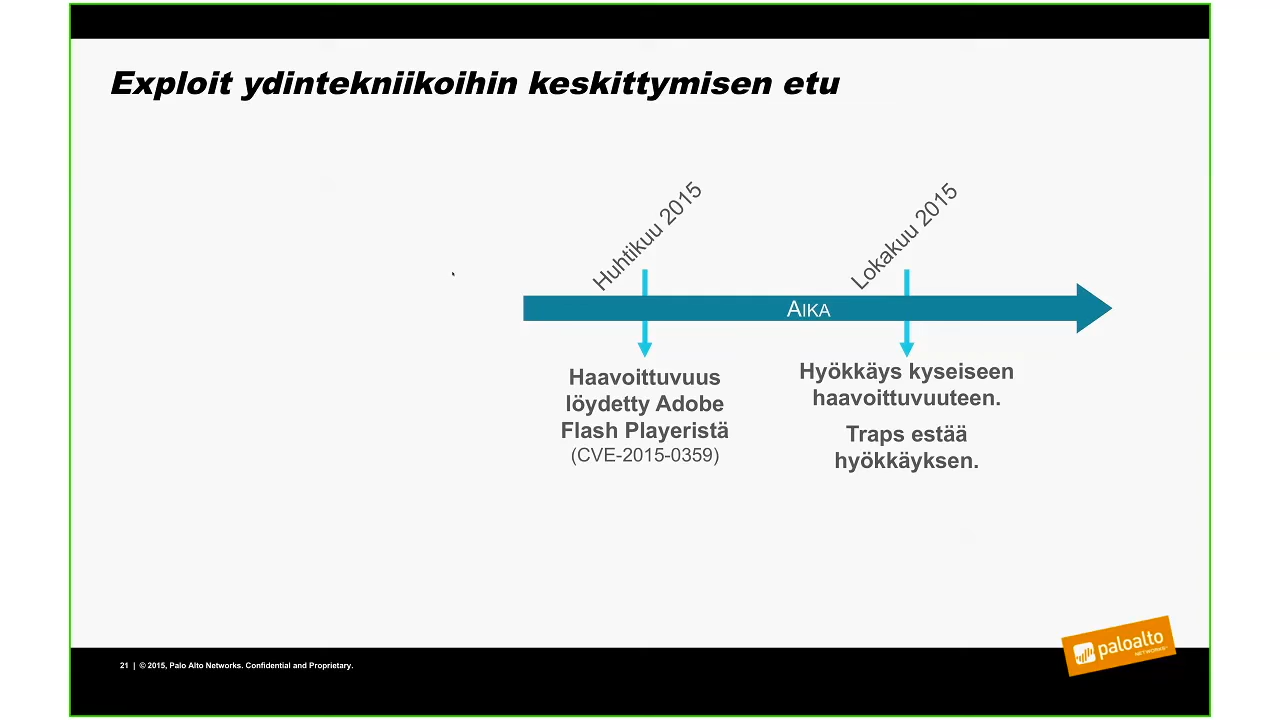 Exploit ydintekniikoihin keskittymisen etu
Huhtikuu 2015
Lokakuu 2015
AIKA
Haavoittuvuus
löydetty Adobe
Flash Playeristä
(CVE-2015-0359)
Hyökkäys kyseiseen
haavoittuvuuteen.
Traps estää
hyökkäyksen.
21 | © 2015, Palo Alto Networks. Confidential and Proprietary.
paloalto
NETWORKS